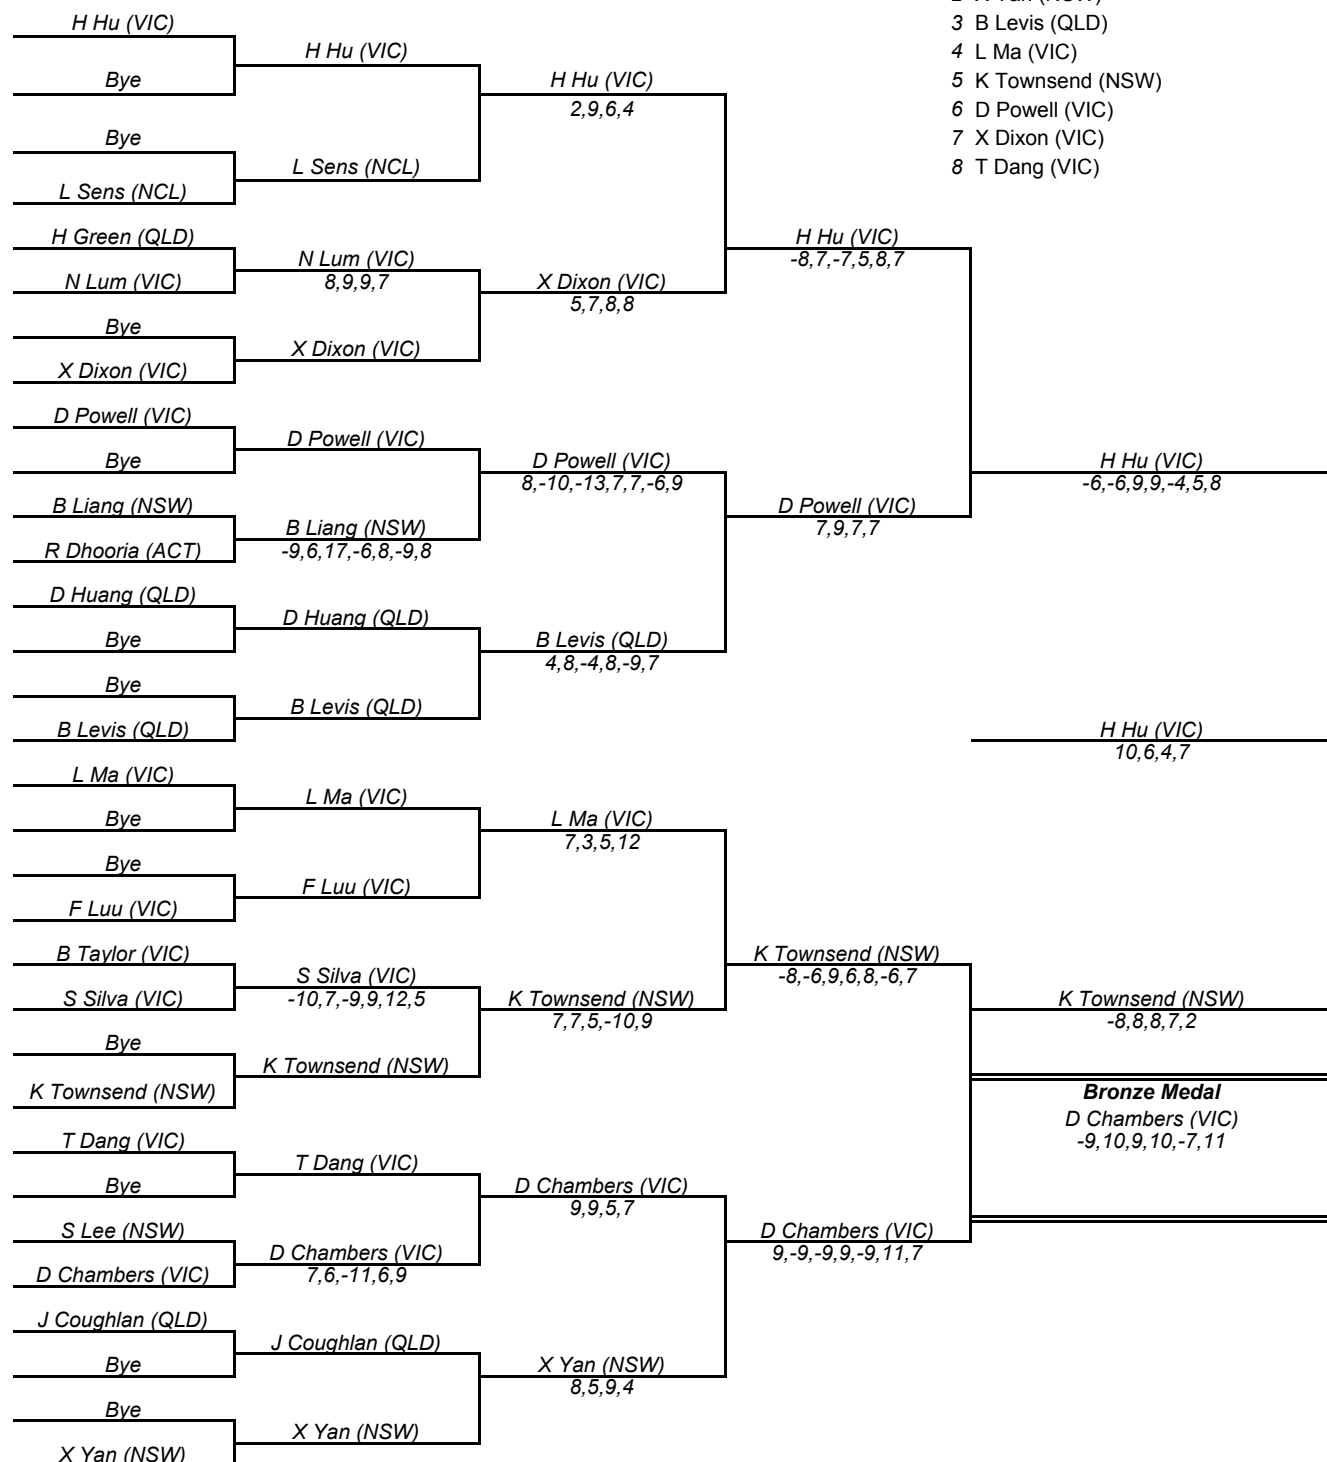 3 B Levis (QLD)
4 L Ma (VIC)
5 K Townsend (NSW)
6 D Powell (VIC)
7 X Dixon (VIC)
8 T Dang (VIC)
H Hu (VIC)
Bye
Bye
L Sens (NCL)
H Green (QLD)
N Lum (VIC)
Bye
X Dixon (VIC)
D Powell (VIC)
Bye
B Liang (NSW)
R Dhooria (ACT)
D Huang (QLD)
Bye
Bye
B Levis (QLD)
L Ma (VIC)
Bye
Bye
F Luu (VIC)
B Taylor (VIC)
S Silva (VIC)
Bye
K Townsend (NSW)
T Dang (VIC)
Bye
S Lee (NSW)
D Chambers (VIC)
J Coughlan (QLD)
Bye
Bye
X Yan (NSW)
H Hu (VIC)
L Sens (NCL)
N Lum (VIC)
8,9,9,7
X Dixon (VIC)
D Powell (VIC)
B Liang (NSW)
-9,6,17,-6,8,-9,8
D Huang (QLD)
B Levis (QLD)
L Ma (VIC)
F Luu (VIC)
S Silva (VIC)
-10,7,-9,9,12,5
K Townsend (NSW)
T Dang (VIC)
D Chambers (VIC)
7,6,-11,6,9
J Coughlan (QLD)
X Yan (NSW)
H Hu (VIC)
2,9,6,4
X Dixon (VIC)
5,7,8,8
D Powell (VIC)
8,-10,-13,7,7,-6,9
B Levis (QLD)
4,8,-4,8,-9,7
L Ma (VIC)
7,3,5,12
K Townsend (NSW)
7,7,5,-10,9
D Chambers (VIC)
9,9,5,7
X Yan (NSW)
8,5,9,4
H Hu (VIC)
-8,7,-7,5,8,7
D Powell (VIC)
7,9,7,7
K Townsend (NSW)
-8,-6,9,6,8,-6,7
D Chambers (VIC)
9,-9,-9,9,-9,11,7
H Hu (VIC)
-6,-6,9,9,-4,5,8
H Hu (VIC)
10,6,4,7
K Townsend (NSW)
-8,8,8,7,2
Bronze Medal
D Chambers (VIC)
-9,10,9,10,-7,11